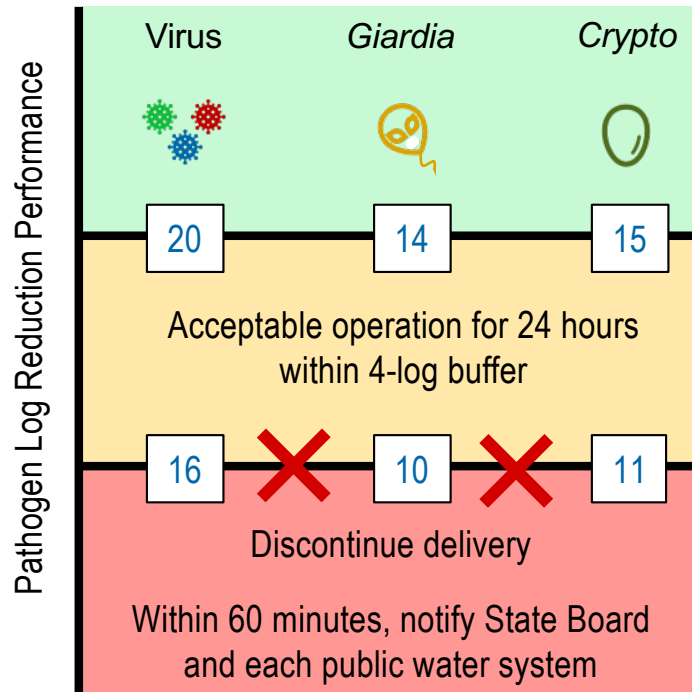 Pathogen Log Reduction Performance
Virus
Giardia
Crypto
20
14
15
Acceptable operation for 24 hours
within 4-log buffer
16
10
11
Discontinue delivery
Within 60 minutes, notify State Board
and each public water system